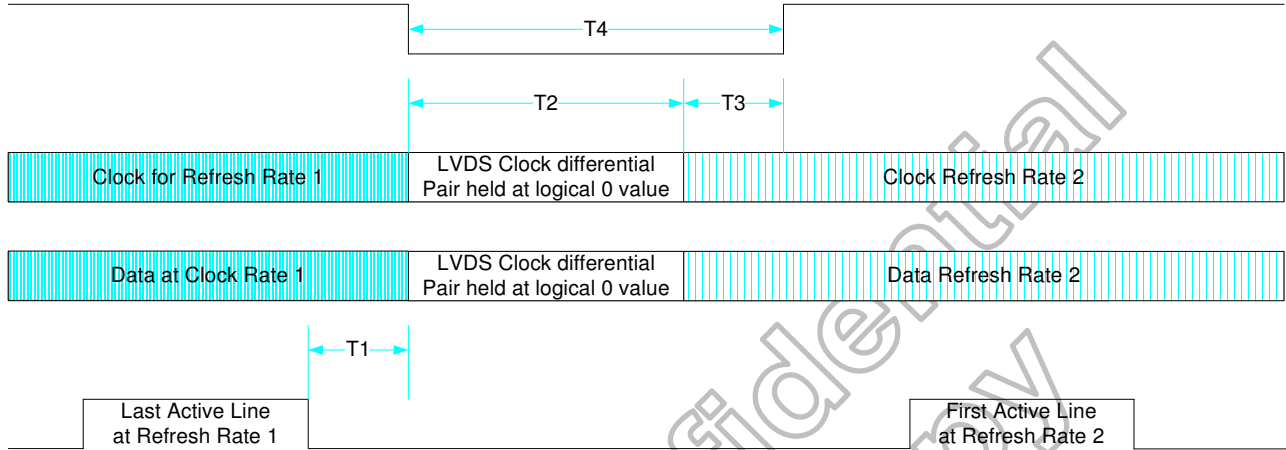 T4
T2
T3
Clock for Refresh Rate 1
LVDS Clock differential
Pair held at logical 0 value
Clock Refresh Rate 2
Data at Clock Rate 1
LVDS Clock differential
Pair held at logical 0 value
Data Refresh Rate 2
T1
Last Active Line
at Refresh Rate 1
First Active Line
at Refresh Rate 2